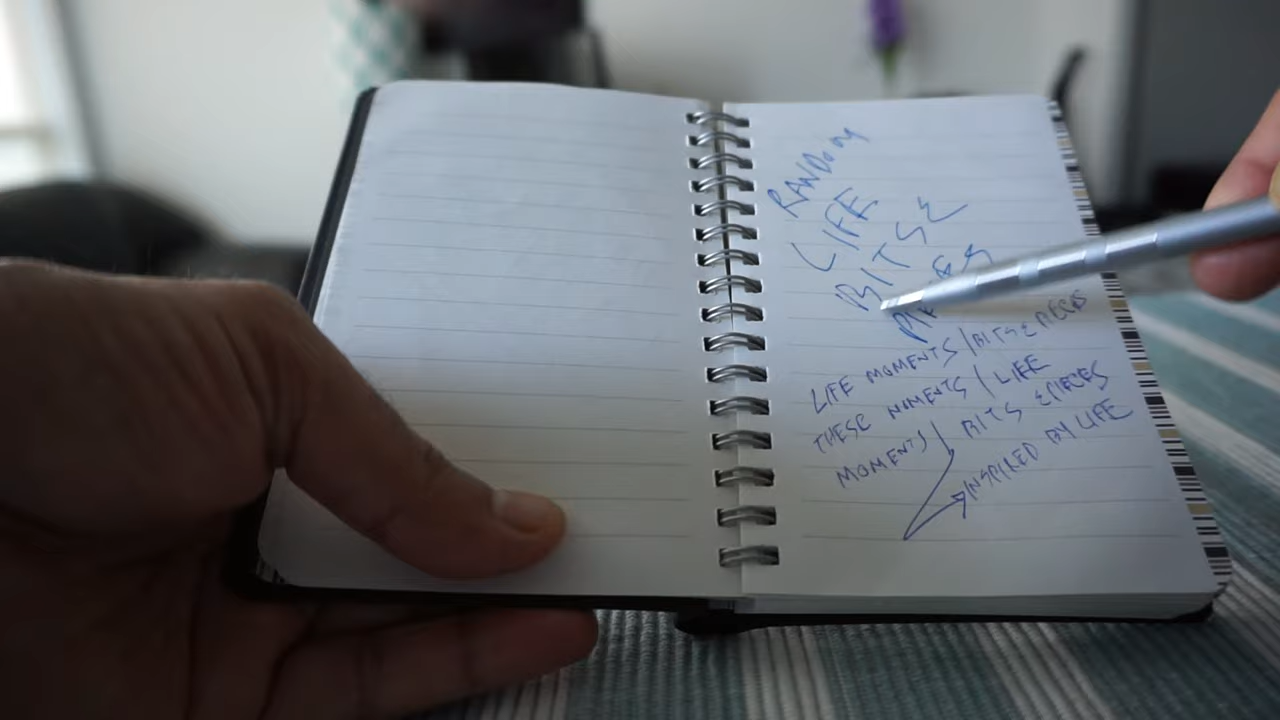 RANDOM
LIFE
BITS &
LIFE MOMENTS / BITS & PIECES
THESE MOMENTS / LIFE
MOMENTS / BITS & PIECES
INSPIRED BY LIFE